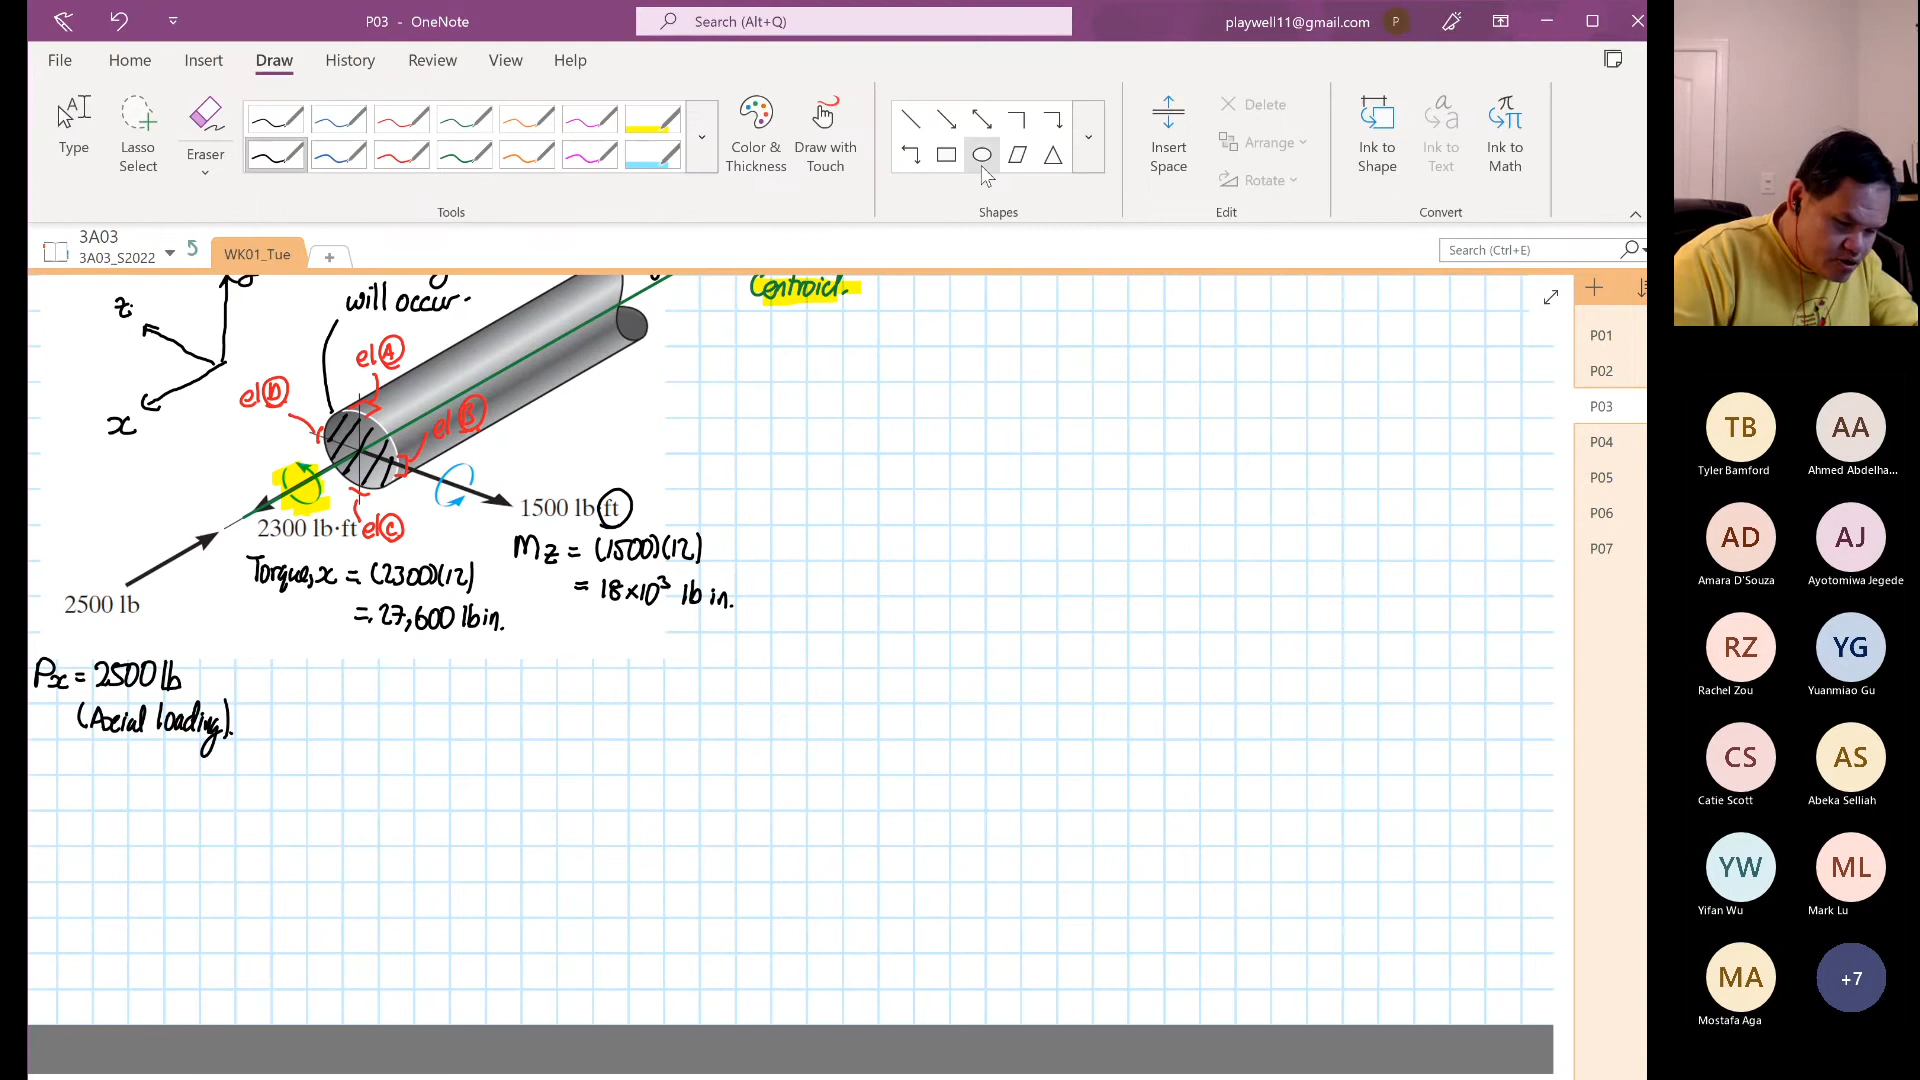 P03 - OneNote
Search (Alt+Q)
playwell11@gmail.com
P
File
Home
Insert
Draw
History
Review
View
Help
Type
Lasso
Select
Eraser
Color &
Thickness
Draw with
Touch
Insert
Space
Delete
Arrange
Rotate
Ink to
Shape
Ink to
Text
Ink to
Math
Tools
Shapes
Edit
Convert
3A03
3A03_S2022
WK01_Tue
Search (Ctrl+E)
P01
P02
P03
P04
P05
P06
P07
will occur.
Centroid.
z
x
el A
el D
el B
el C
1500 lb·ft
2300 lb·ft
2500 lb
Mz = (1500)(12)
= 18×10³ lb in.
Torque,x = (2300)(12)
= 27,600 lb in.
Px = 2500 lb
(Axial loading).
TB
Tyler Bamford
AA
Ahmed Abdelha...
AD
Amara D'Souza
AJ
Ayotomiwa Jegede
RZ
Rachel Zou
YG
Yuanmiao Gu
CS
Catie Scott
AS
Abeka Selliah
YW
Yifan Wu
ML
Mark Lu
MA
Mostafa Aga
+7